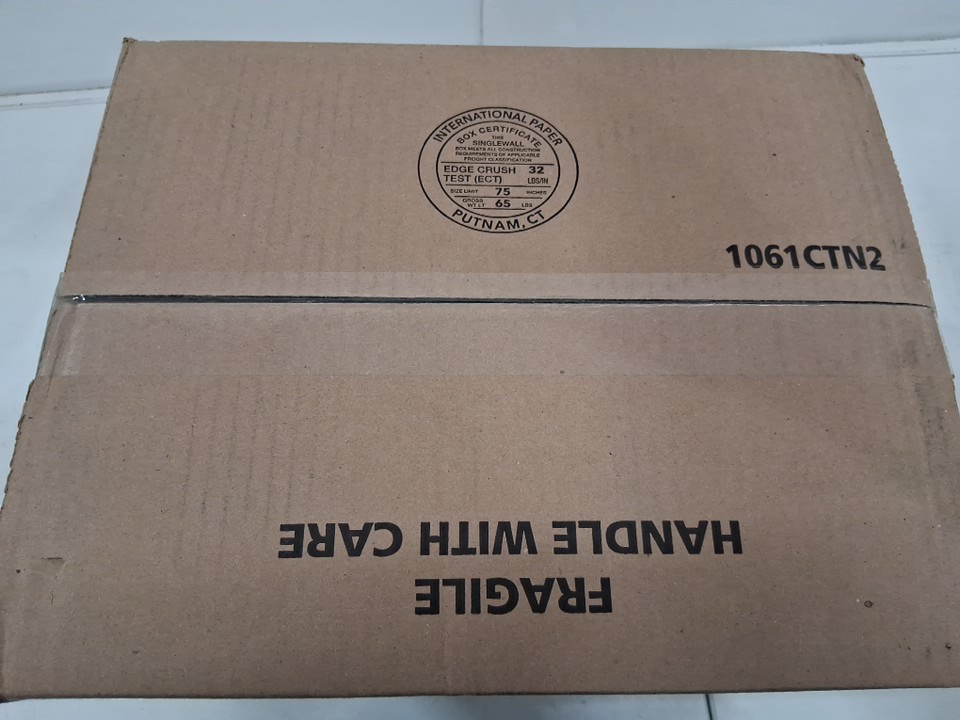 INTERNATIONAL PAPER
BOX CERTIFICATE
THIS
SINGLEWALL
BOX MEETS ALL CONSTRUCTION
REQUIREMENTS OF APPLICABLE
FREIGHT CLASSIFICATION
EDGE CRUSH 32
TEST (ECT) LBS/IN
SIZE LIMIT 75 INCHES
GROSS
WT LT 65 LBS
PUTNAM, CT
1061CTN2
FRAGILE
HANDLE WITH CARE